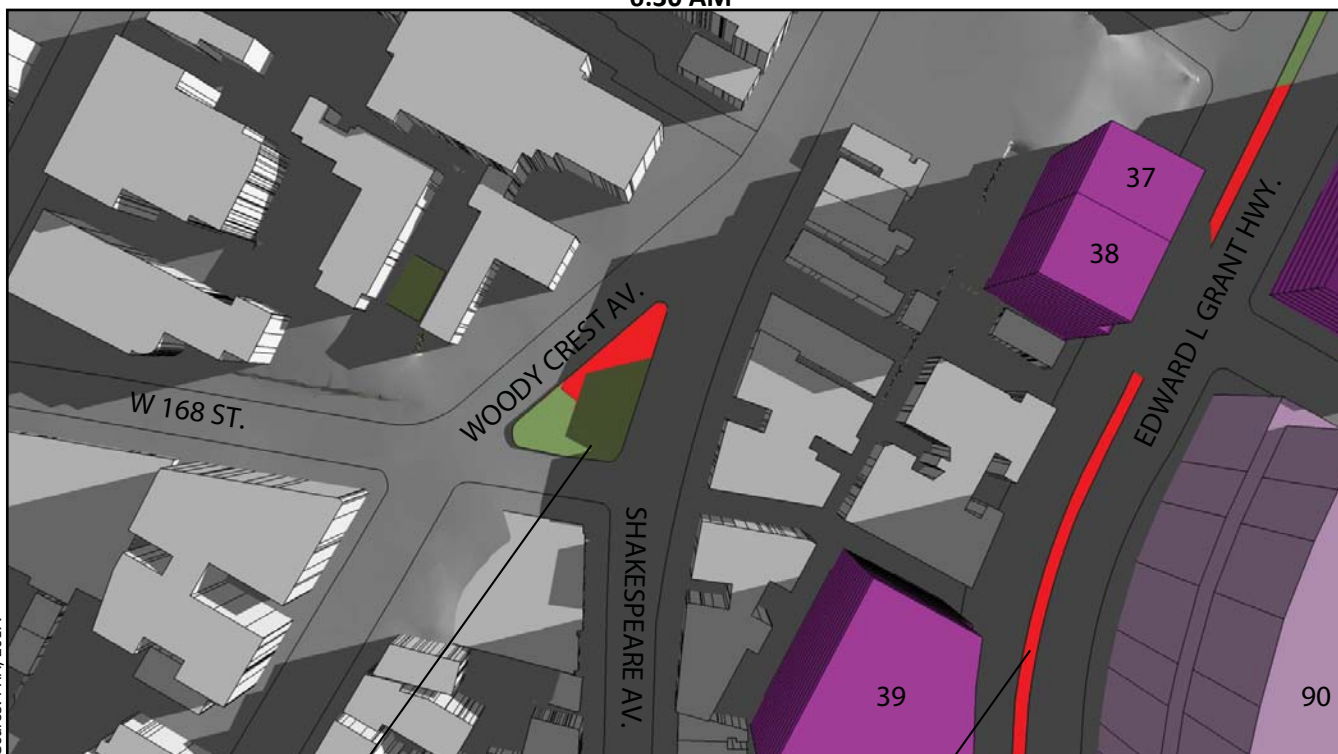 37
38
EDWARD L GRANT HWY.
WOODY CREST AV.
W 168 ST.
SHAKESPEARE AV.
39
90